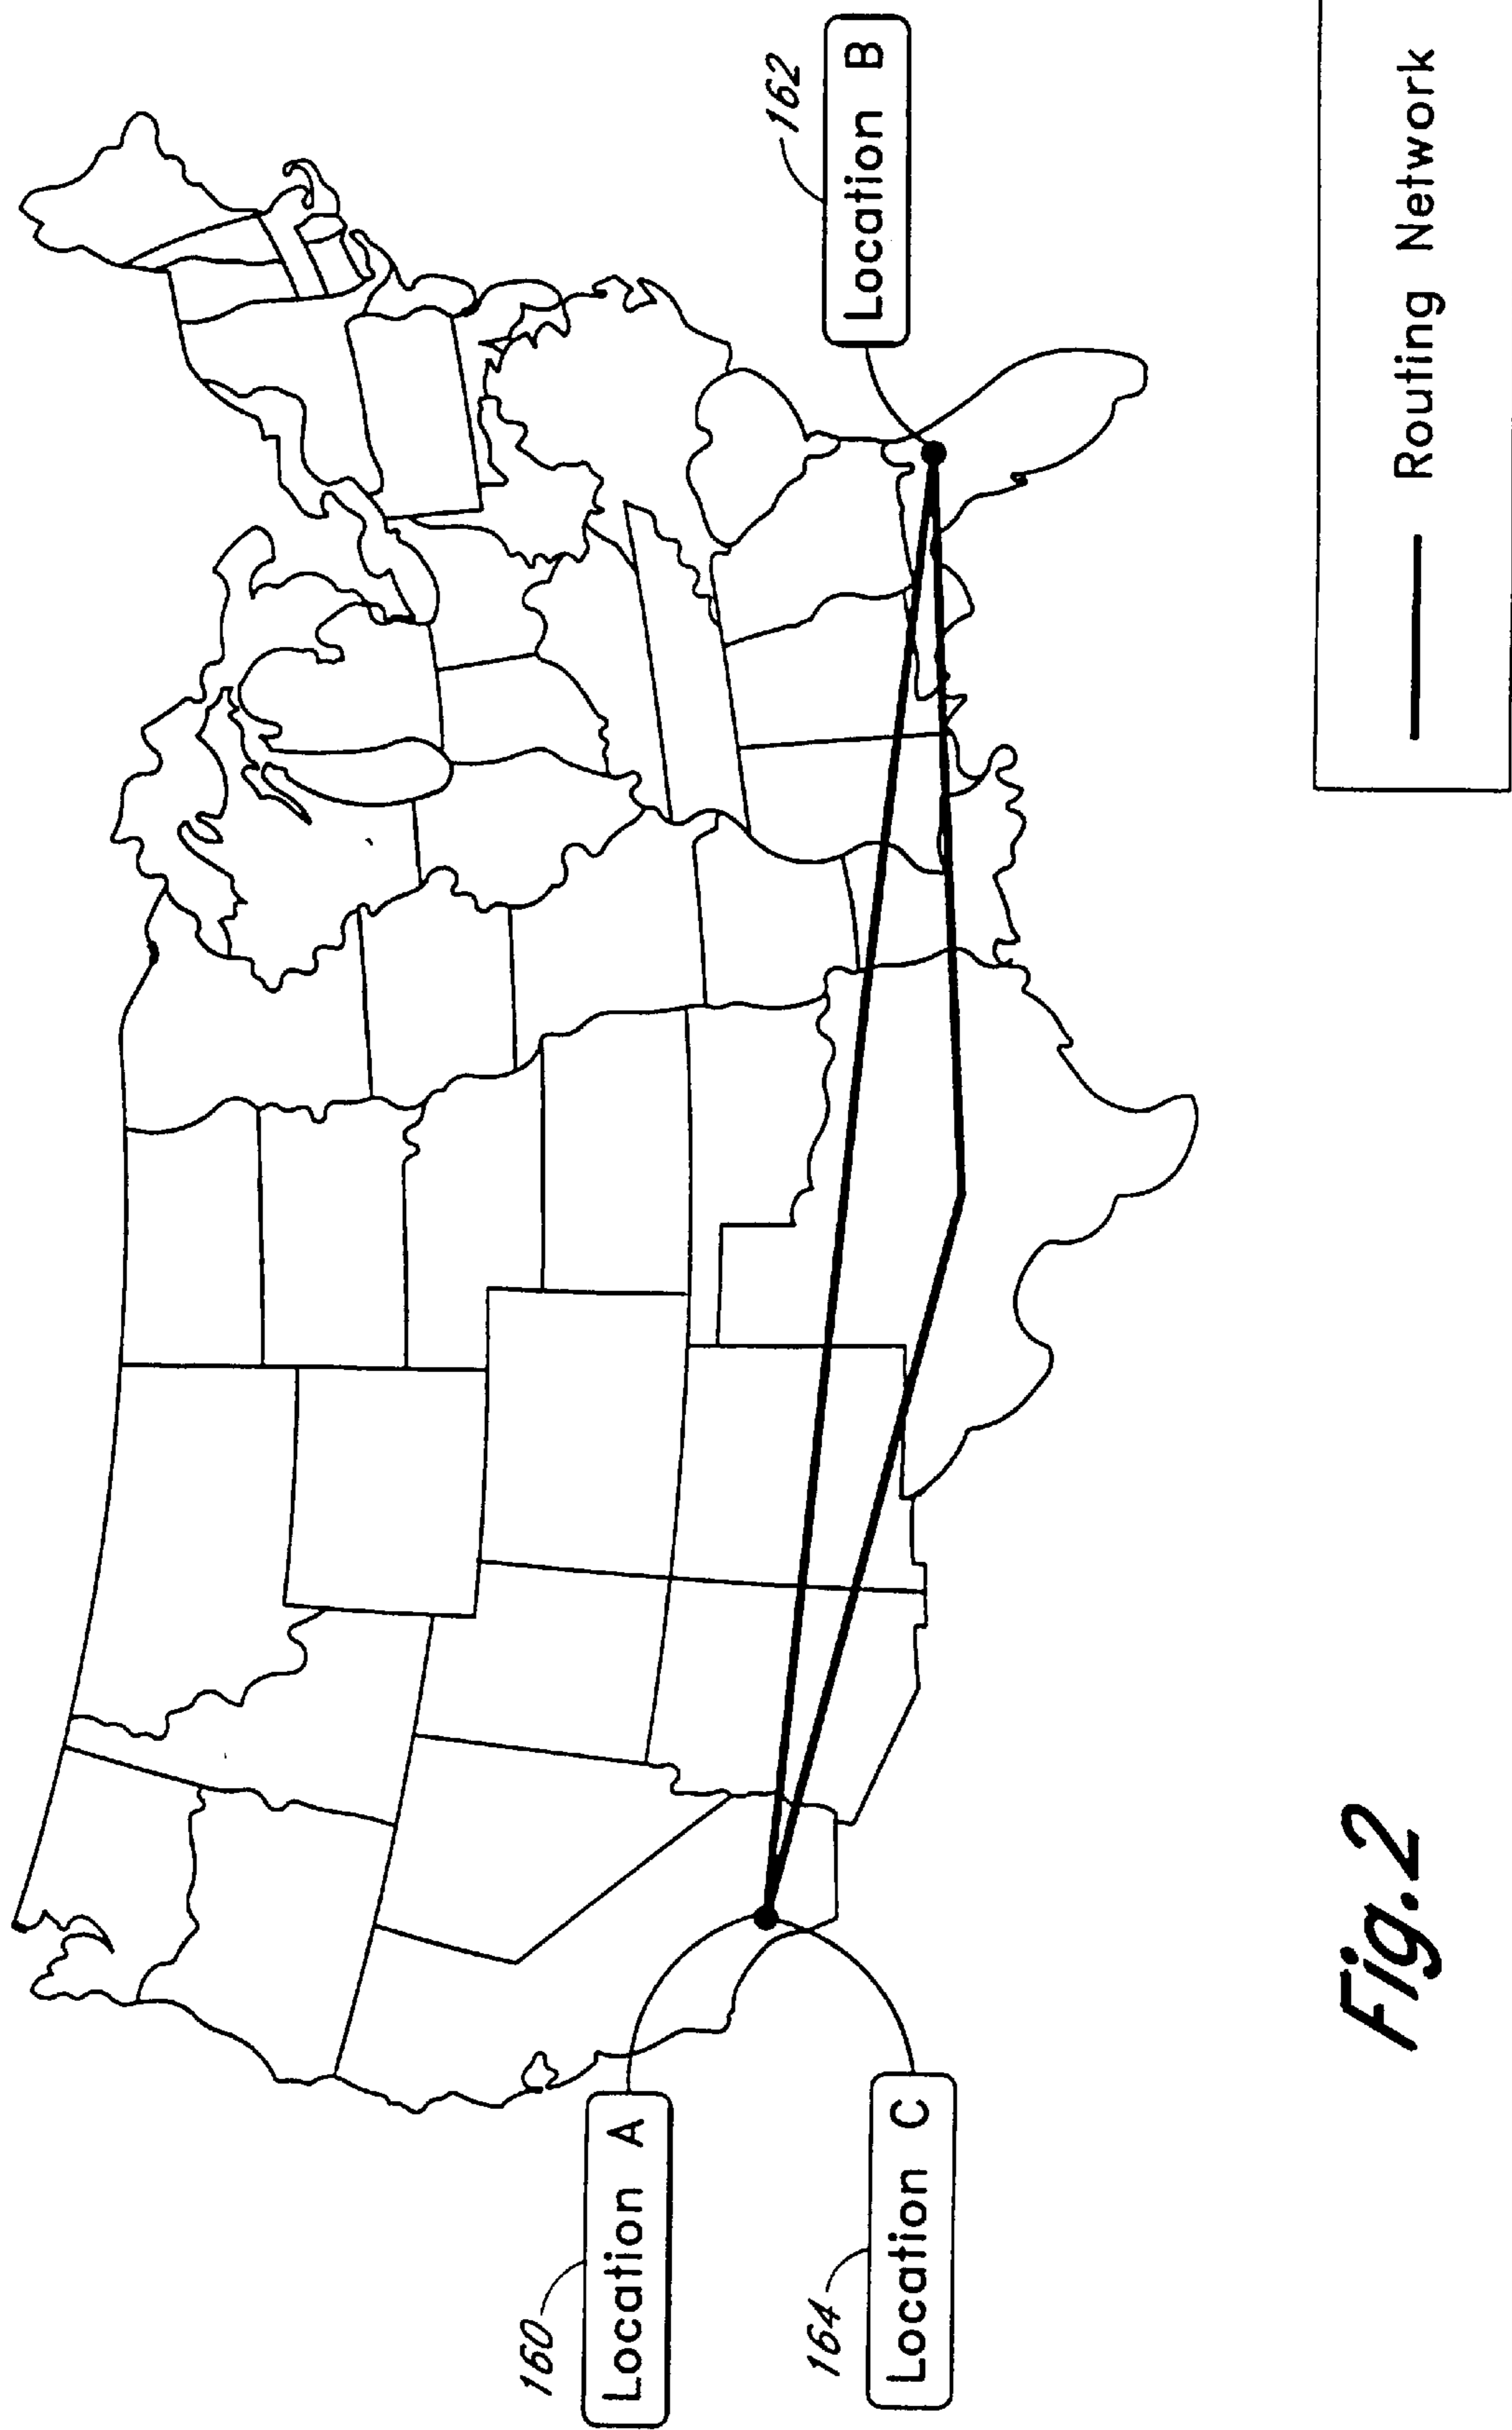 162
Location B
160
Location A
164
Location C
Routing Network
Fig.2